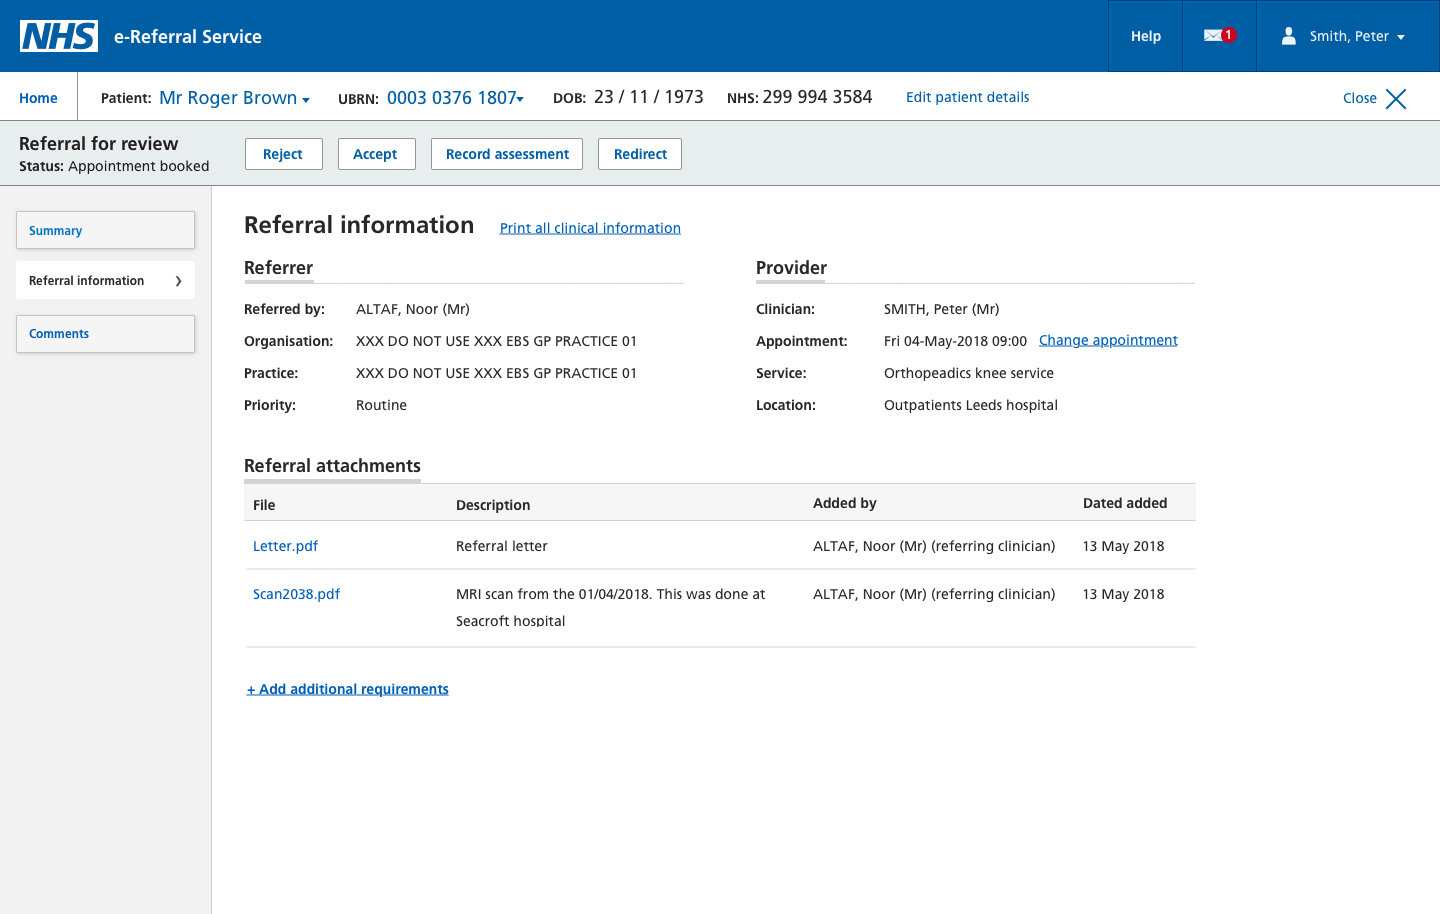 NHS e-Referral Service Help 1 Smith, Peter
Home Patient: Mr Roger Brown UBRN: 0003 0376 1807 DOB: 23 / 11 / 1973 NHS: 299 994 3584 Edit patient details Close
Referral for review
Status: Appointment booked
Reject Accept Record assessment Redirect
Summary
Referral information
Comments
Referral information Print all clinical information
Referrer
Referred by: ALTAF, Noor (Mr)
Organisation: XXX DO NOT USE XXX EBS GP PRACTICE 01
Practice: XXX DO NOT USE XXX EBS GP PRACTICE 01
Priority: Routine
Provider
Clinician: SMITH, Peter (Mr)
Appointment: Fri 04-May-2018 09:00 Change appointment
Service: Orthopeadics knee service
Location: Outpatients Leeds hospital
Referral attachments
File Description Added by Dated added
Letter.pdf Referral letter ALTAF, Noor (Mr) (referring clinician) 13 May 2018
Scan2038.pdf MRI scan from the 01/04/2018. This was done at ALTAF, Noor (Mr) (referring clinician) 13 May 2018
Seacroft hospital
+ Add additional requirements